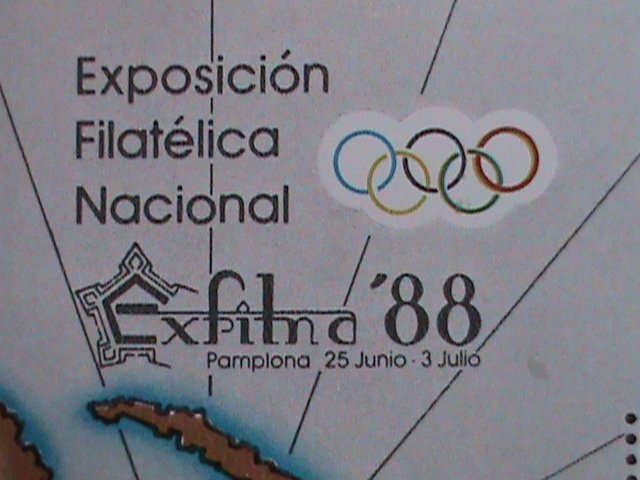 Exposición
Filatélica
Nacional
Exfilna '88
Pamplona 25 Junio - 3 Julio